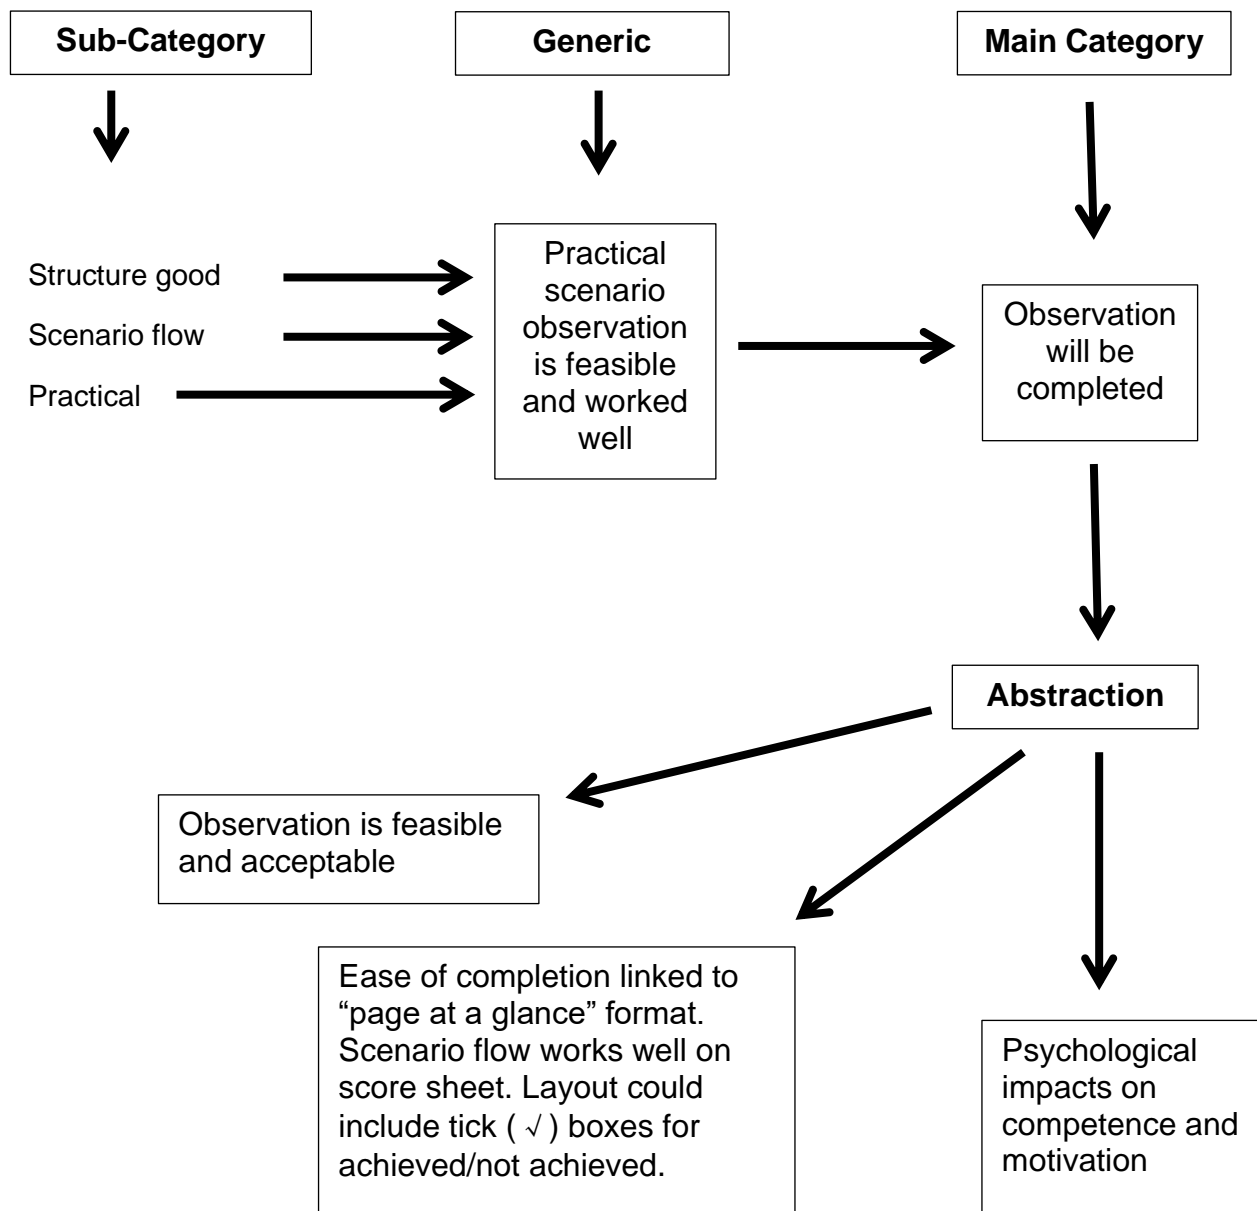 Sub-Category
Generic
Main Category
Structure good
Scenario flow
Practical
Practical
scenario
observation
is feasible
and worked
well
Observation
will be
completed
Abstraction
Observation is feasible
and acceptable
Ease of completion linked to
“page at a glance” format.
Scenario flow works well on
score sheet. Layout could
include tick ( √ ) boxes for
achieved/not achieved.
Psychological
impacts on
competence and
motivation